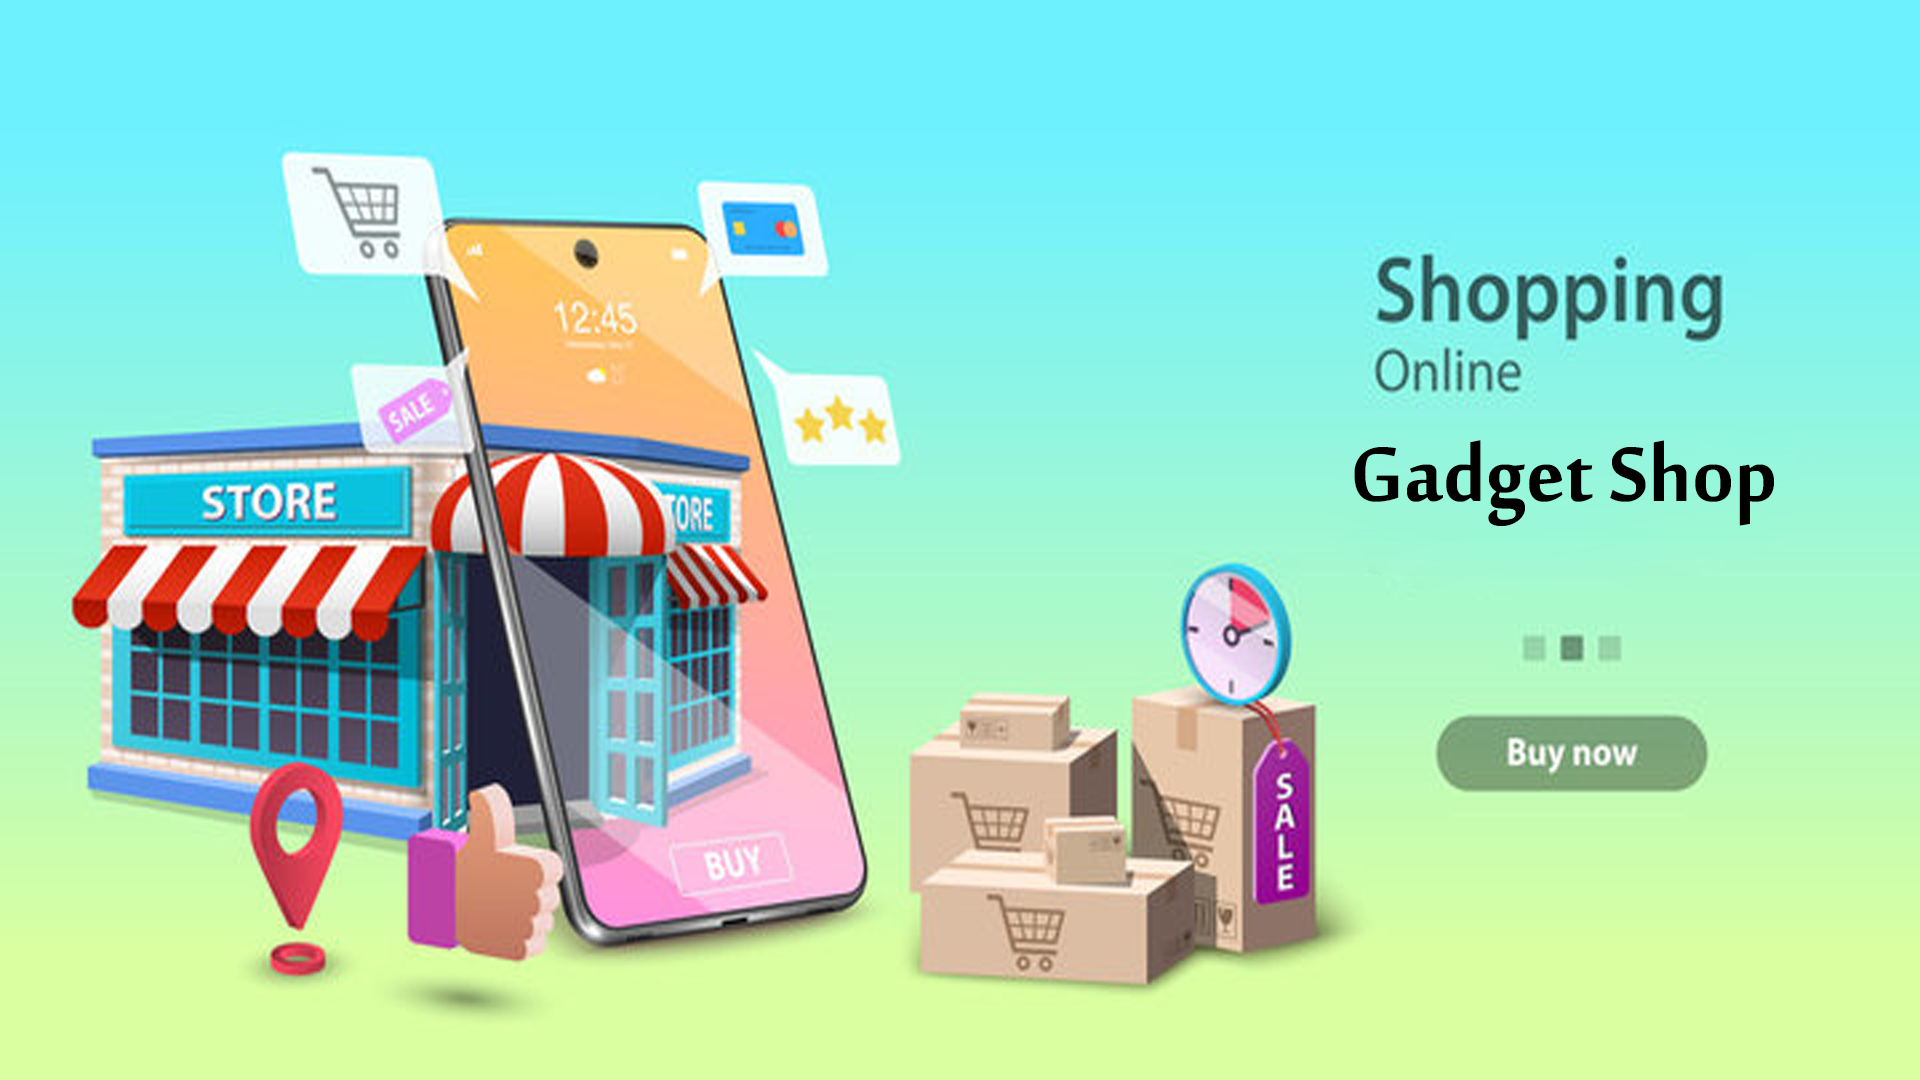 12:45
SALE
STORE
TORE
BUY
SALE
Shopping
Online
Gadget Shop
Buy now